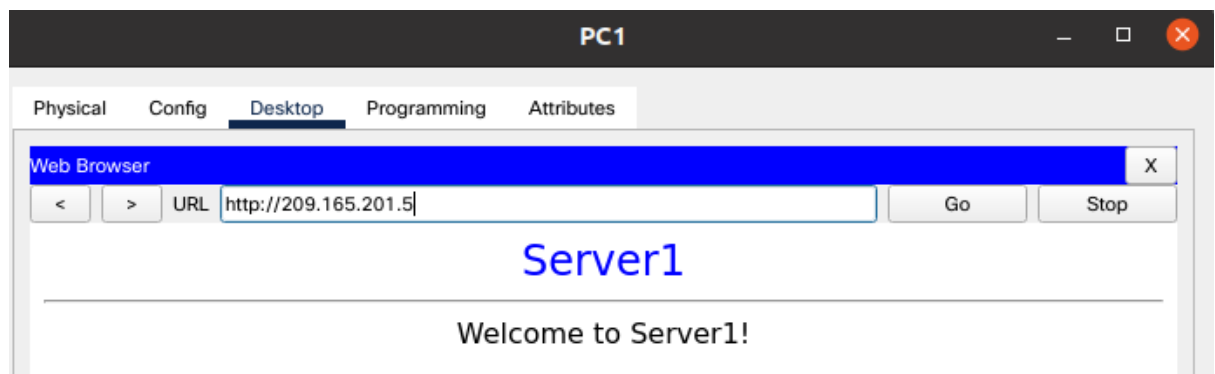 PC1
Physical Config Desktop Programming Attributes
Web Browser X
< > URL http://209.165.201.5 Go Stop
Server1
Welcome to Server1!